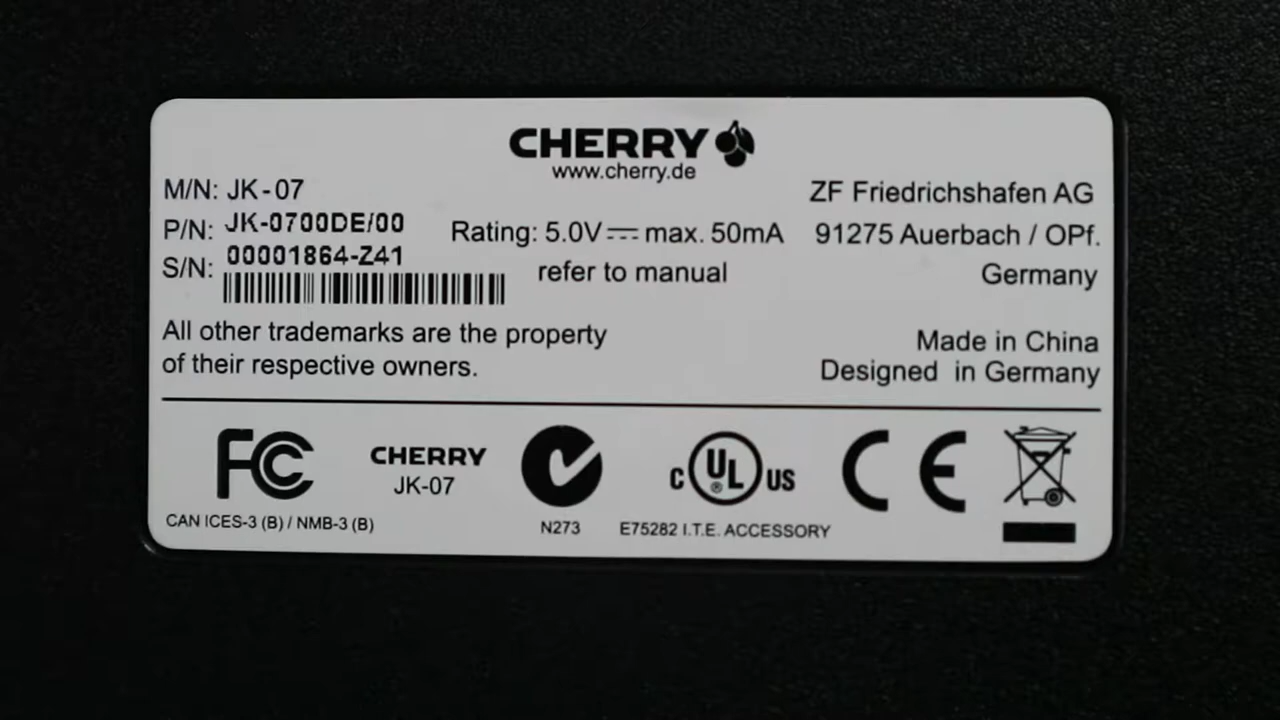 CHERRY
www.cherry.de
M/N: JK-07
P/N: JK-0700DE/00
S/N: 00001864-Z41
Rating: 5.0V max. 50mA
refer to manual
ZF Friedrichshafen AG
91275 Auerbach / OPf.
Germany
All other trademarks are the property
of their respective owners.
Made in China
Designed in Germany
FC
CAN ICES-3 (B) / NMB-3 (B)
CHERRY
JK-07
N273
C UL® US
E75282 I.T.E. ACCESSORY
CE